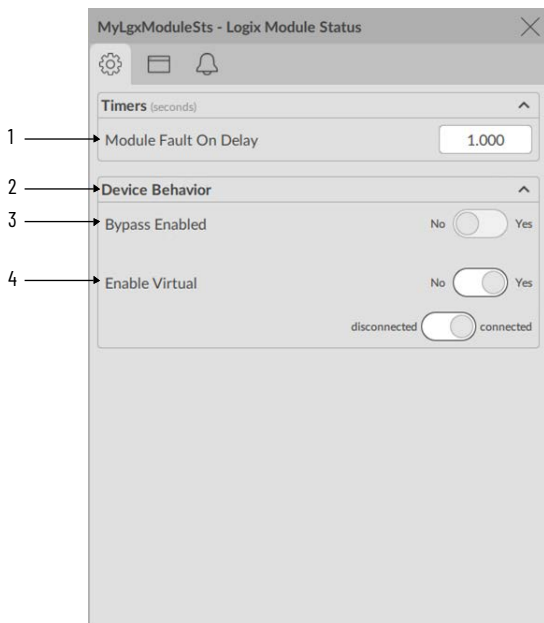 MyLgxModuleSts - Logix Module Status
Timers (seconds)
1 Module Fault On Delay 1.000
2 Device Behavior
3 Bypass Enabled No Yes
4 Enable Virtual No Yes
disconnected connected